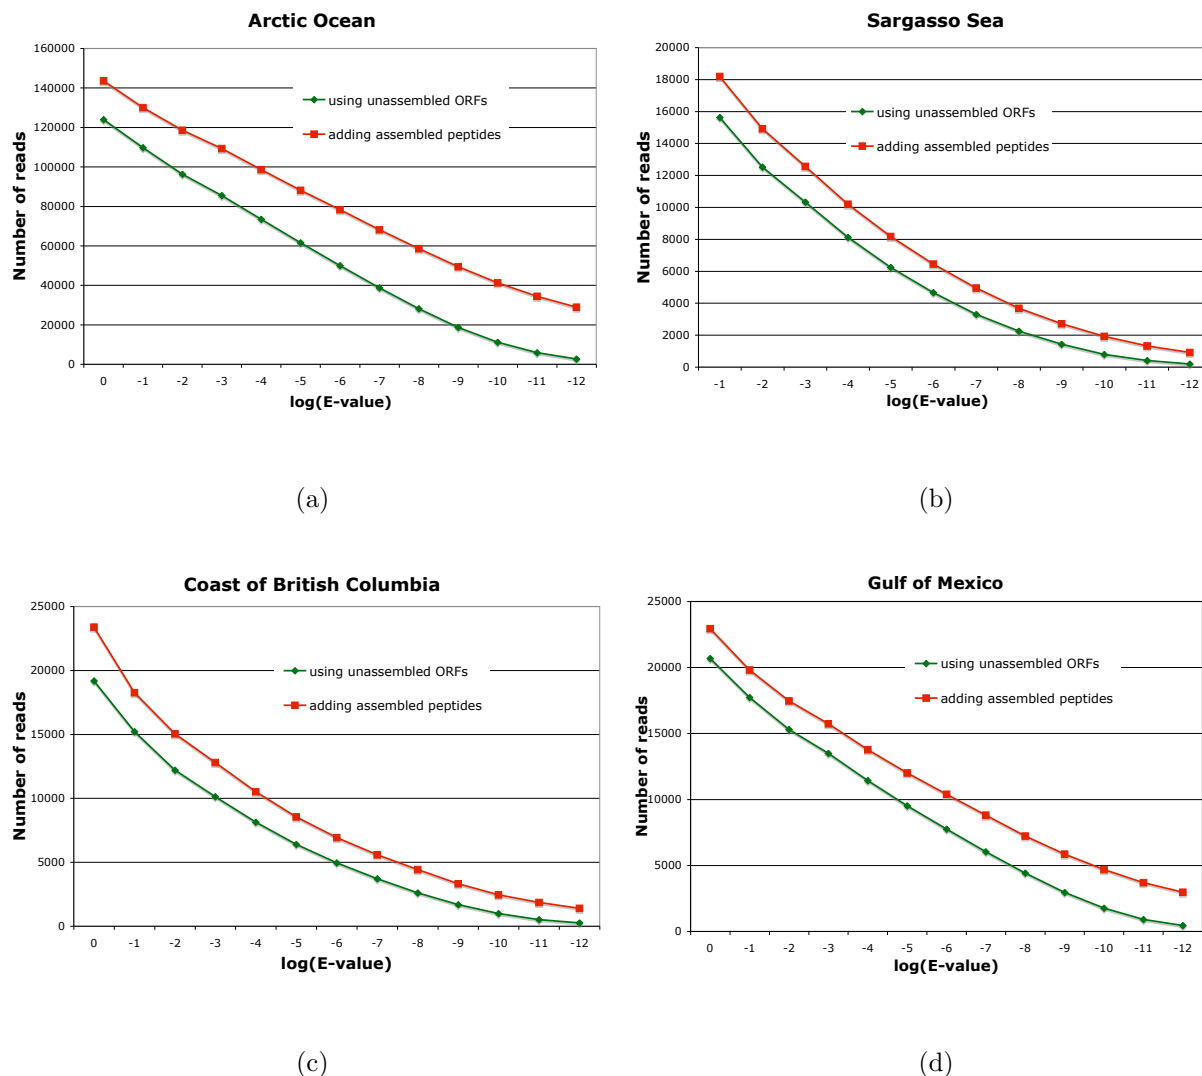 Arctic Ocean
160000
140000
120000
100000
80000
60000
40000
20000
0
Number of reads
using unassembled ORFs
adding assembled peptides
0 -1 -2 -3 -4 -5 -6 -7 -8 -9 -10 -11 -12
log(E-value)
(a)
Sargasso Sea
20000
18000
16000
14000
12000
10000
8000
6000
4000
2000
0
Number of reads
using unassembled ORFs
adding assembled peptides
-1 -2 -3 -4 -5 -6 -7 -8 -9 -10 -11 -12
log(E-value)
(b)
Coast of British Columbia
25000
20000
15000
10000
5000
0
Number of reads
using unassembled ORFs
adding assembled peptides
0 -1 -2 -3 -4 -5 -6 -7 -8 -9 -10 -11 -12
log(E-value)
(c)
Gulf of Mexico
25000
20000
15000
10000
5000
0
Number of reads
using unassembled ORFs
adding assembled peptides
0 -1 -2 -3 -4 -5 -6 -7 -8 -9 -10 -11 -12
log(E-value)
(d)